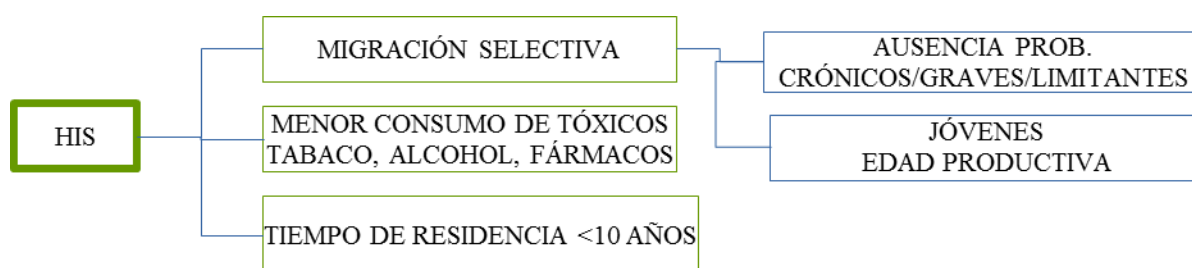 HIS
MIGRACIÓN SELECTIVA
MENOR CONSUMO DE TÓXICOS
TABACO, ALCOHOL, FÁRMACOS
TIEMPO DE RESIDENCIA <10 AÑOS
AUSENCIA PROB.
CRÓNICOS/GRAVES/LIMITANTES
JÓVENES
EDAD PRODUCTIVA